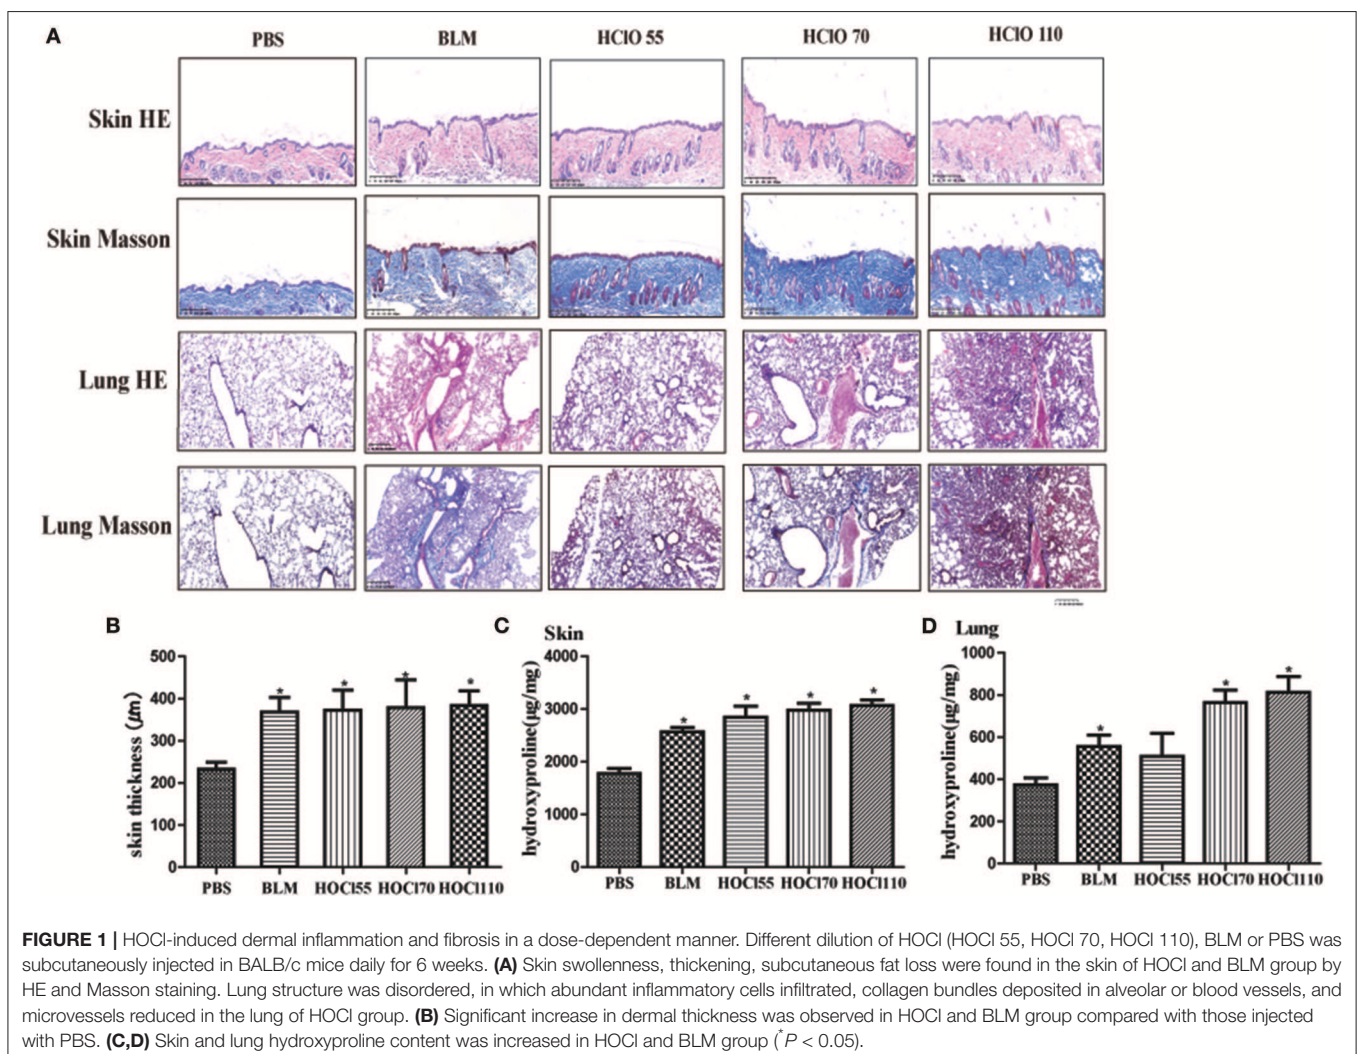 A
PBS BLM HClO 55 HClO 70 HClO 110
Skin HE
Skin Masson
Lung HE
Lung Masson
B
skin thickness (μm)
500
400
300
200
100
0
PBS BLM HOCl55 HOCl70 HOCl110
* * * *
C Skin
hydroxyproline(μg/mg)
4000
3000
2000
1000
0
PBS BLM HOCl55 HOCl70 HOCl110
* * * *
D Lung
hydroxyproline(μg/mg)
1000
800
600
400
200
0
PBS BLM HOCl55 HOCl70 HOCl110
* * *
FIGURE 1 | HOCl-induced dermal inflammation and fibrosis in a dose-dependent manner. Different dilution of HOCl (HOCl 55, HOCl 70, HOCl 110), BLM or PBS was
subcutaneously injected in BALB/c mice daily for 6 weeks. (A) Skin swollenness, thickening, subcutaneous fat loss were found in the skin of HOCl and BLM group by
HE and Masson staining. Lung structure was disordered, in which abundant inflammatory cells infiltrated, collagen bundles deposited in alveolar or blood vessels, and
microvessels reduced in the lung of HOCl group. (B) Significant increase in dermal thickness was observed in HOCl and BLM group compared with those injected
with PBS. (C,D) Skin and lung hydroxyproline content was increased in HOCl and BLM group (*P < 0.05).